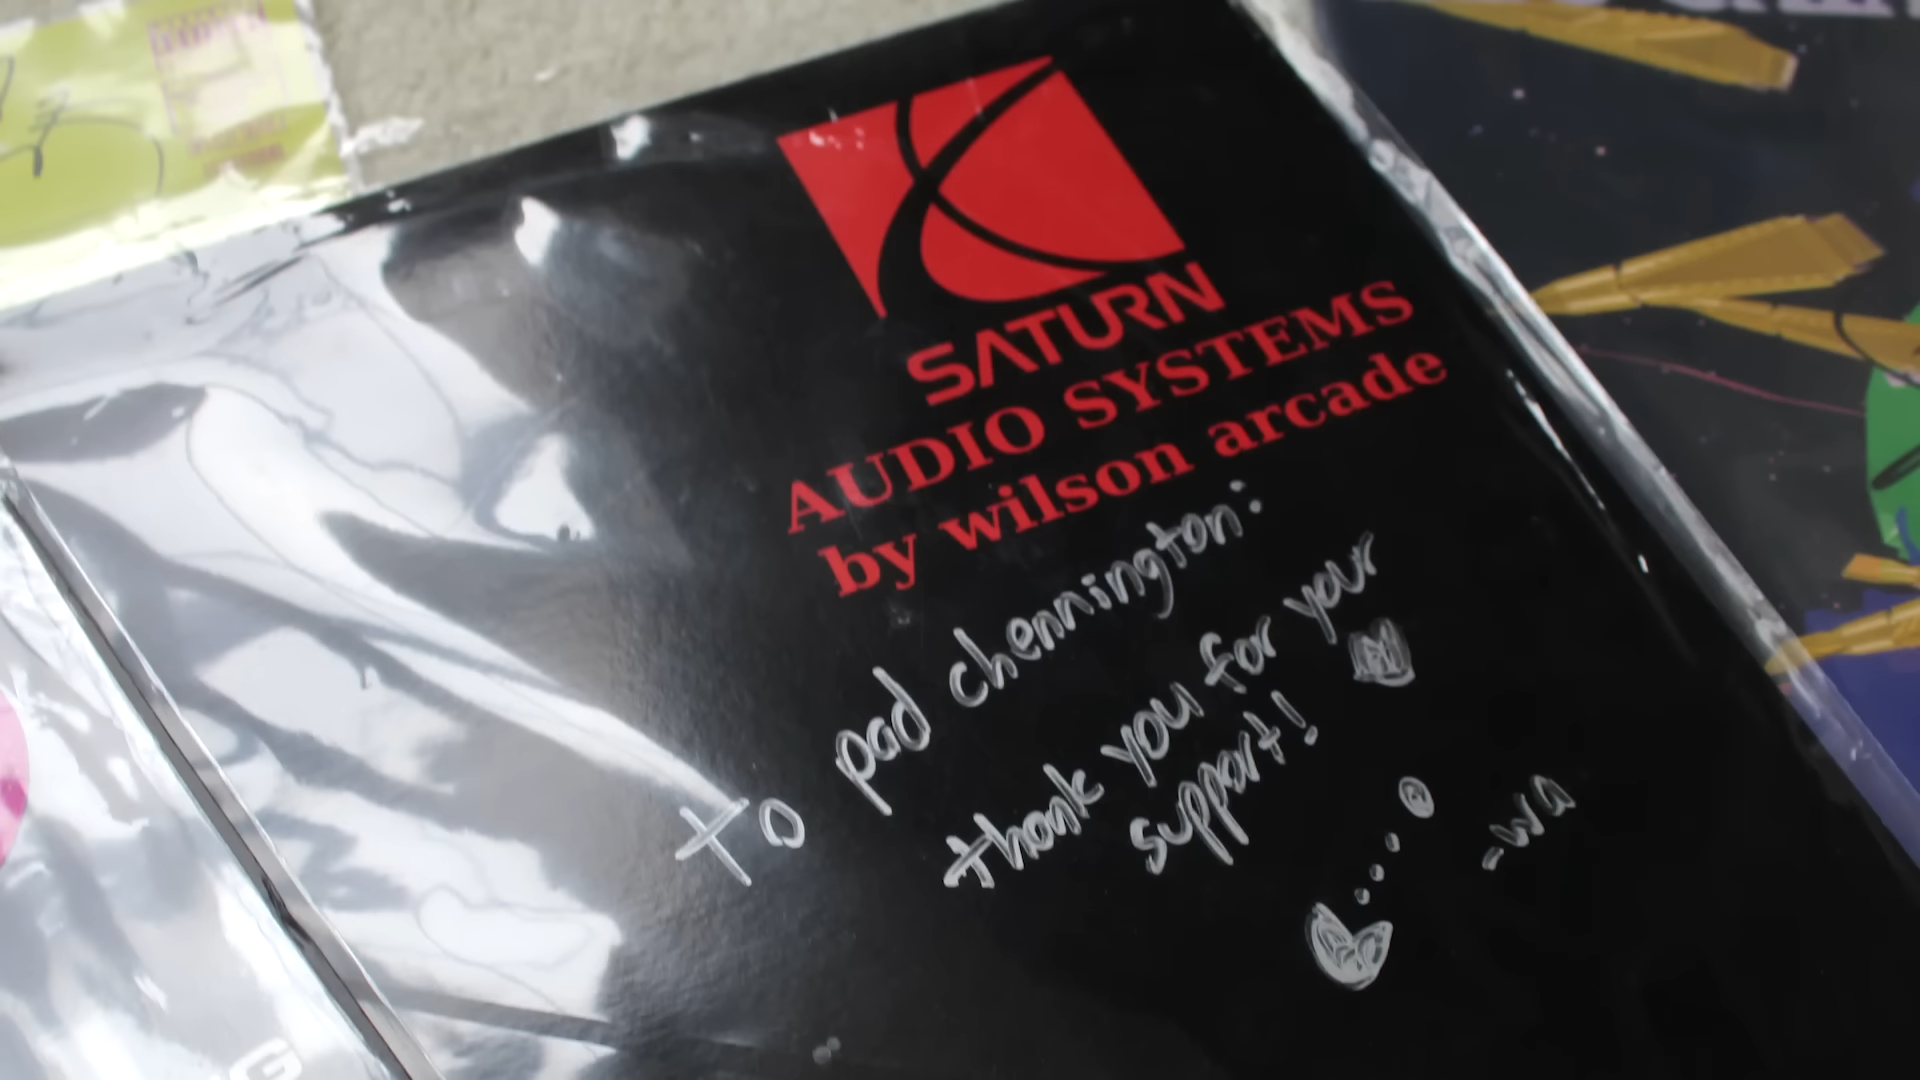 SATURN
AUDIO SYSTEMS
by wilson arcade
to pad chennington:
thank you for your
support!
-wa